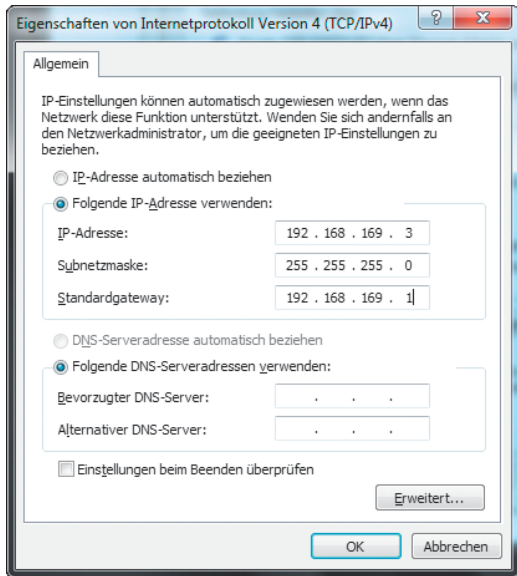 Eigenschaften von Internetprotokoll Version 4 (TCP/IPv4)
?
X
Allgemein
IP-Einstellungen können automatisch zugewiesen werden, wenn das
Netzwerk diese Funktion unterstützt. Wenden Sie sich andernfalls an
den Netzwerkadministrator, um die geeigneten IP-Einstellungen zu
beziehen.
IP-Adresse automatisch beziehen
Folgende IP-Adresse verwenden:
IP-Adresse: 192 . 168 . 169 . 3
Subnetzmaske: 255 . 255 . 255 . 0
Standardgateway: 192 . 168 . 169 . 1
DNS-Serveradresse automatisch beziehen
Folgende DNS-Serveradressen verwenden:
Bevorzugter DNS-Server: . . .
Alternativer DNS-Server: . . .
Einstellungen beim Beenden überprüfen
Erweitert...
OK Abbrechen